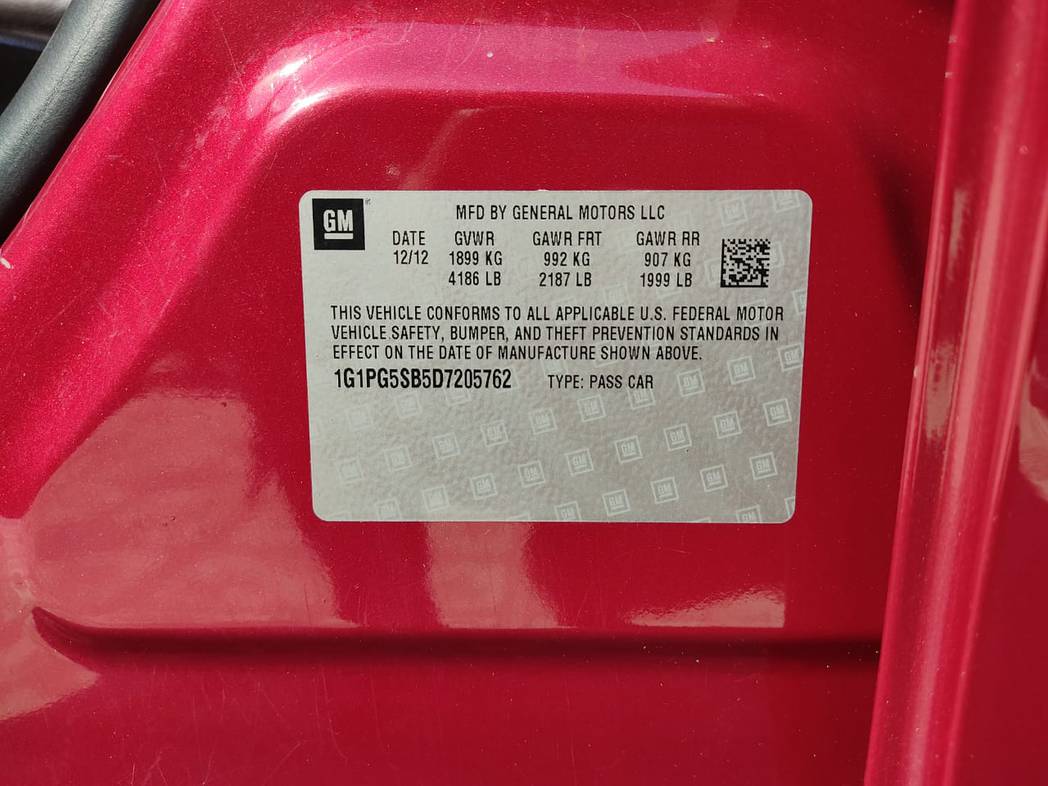 GM
MFD BY GENERAL MOTORS LLC
DATE GVWR GAWR FRT GAWR RR
12/12 1899 KG 992 KG 907 KG
4186 LB 2187 LB 1999 LB
THIS VEHICLE CONFORMS TO ALL APPLICABLE U.S. FEDERAL MOTOR
VEHICLE SAFETY, BUMPER, AND THEFT PREVENTION STANDARDS IN
EFFECT ON THE DATE OF MANUFACTURE SHOWN ABOVE.
1G1PG5SB5D7205762 TYPE: PASS CAR